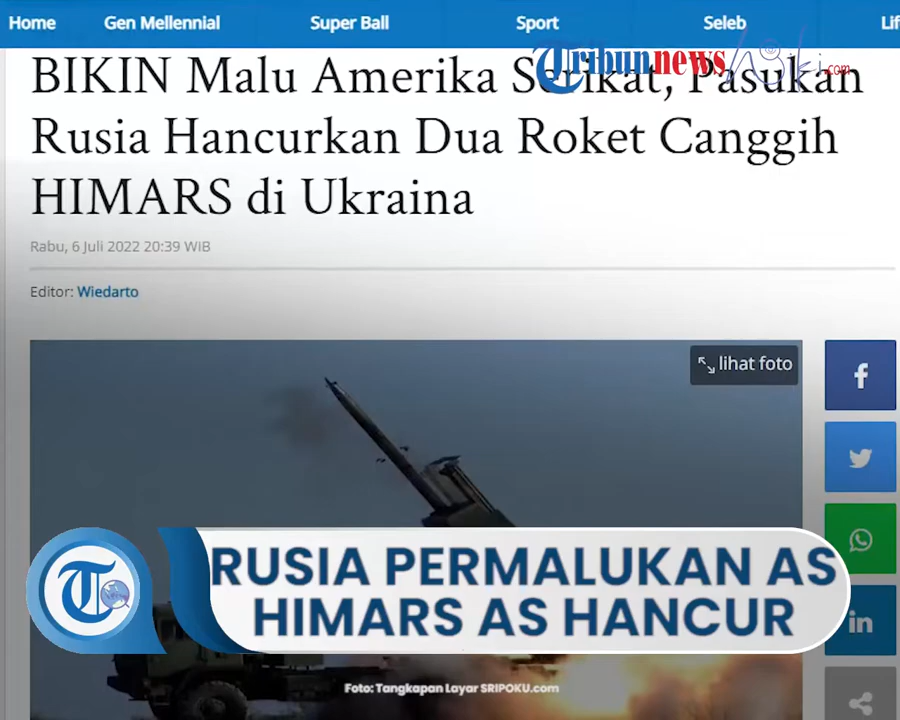 Home Gen Mellennial Super Ball Sport Seleb Lif
Tribunnews.com
BIKIN Malu Amerika Serikat, Pasukan
Rusia Hancurkan Dua Roket Canggih
HIMARS di Ukraina
Rabu, 6 Juli 2022 20:39 WIB
Editor: Wiedarto
lihat foto
RUSIA PERMALUKAN AS
HIMARS AS HANCUR
Foto: Tangkapan Layar SRIPOKU.com